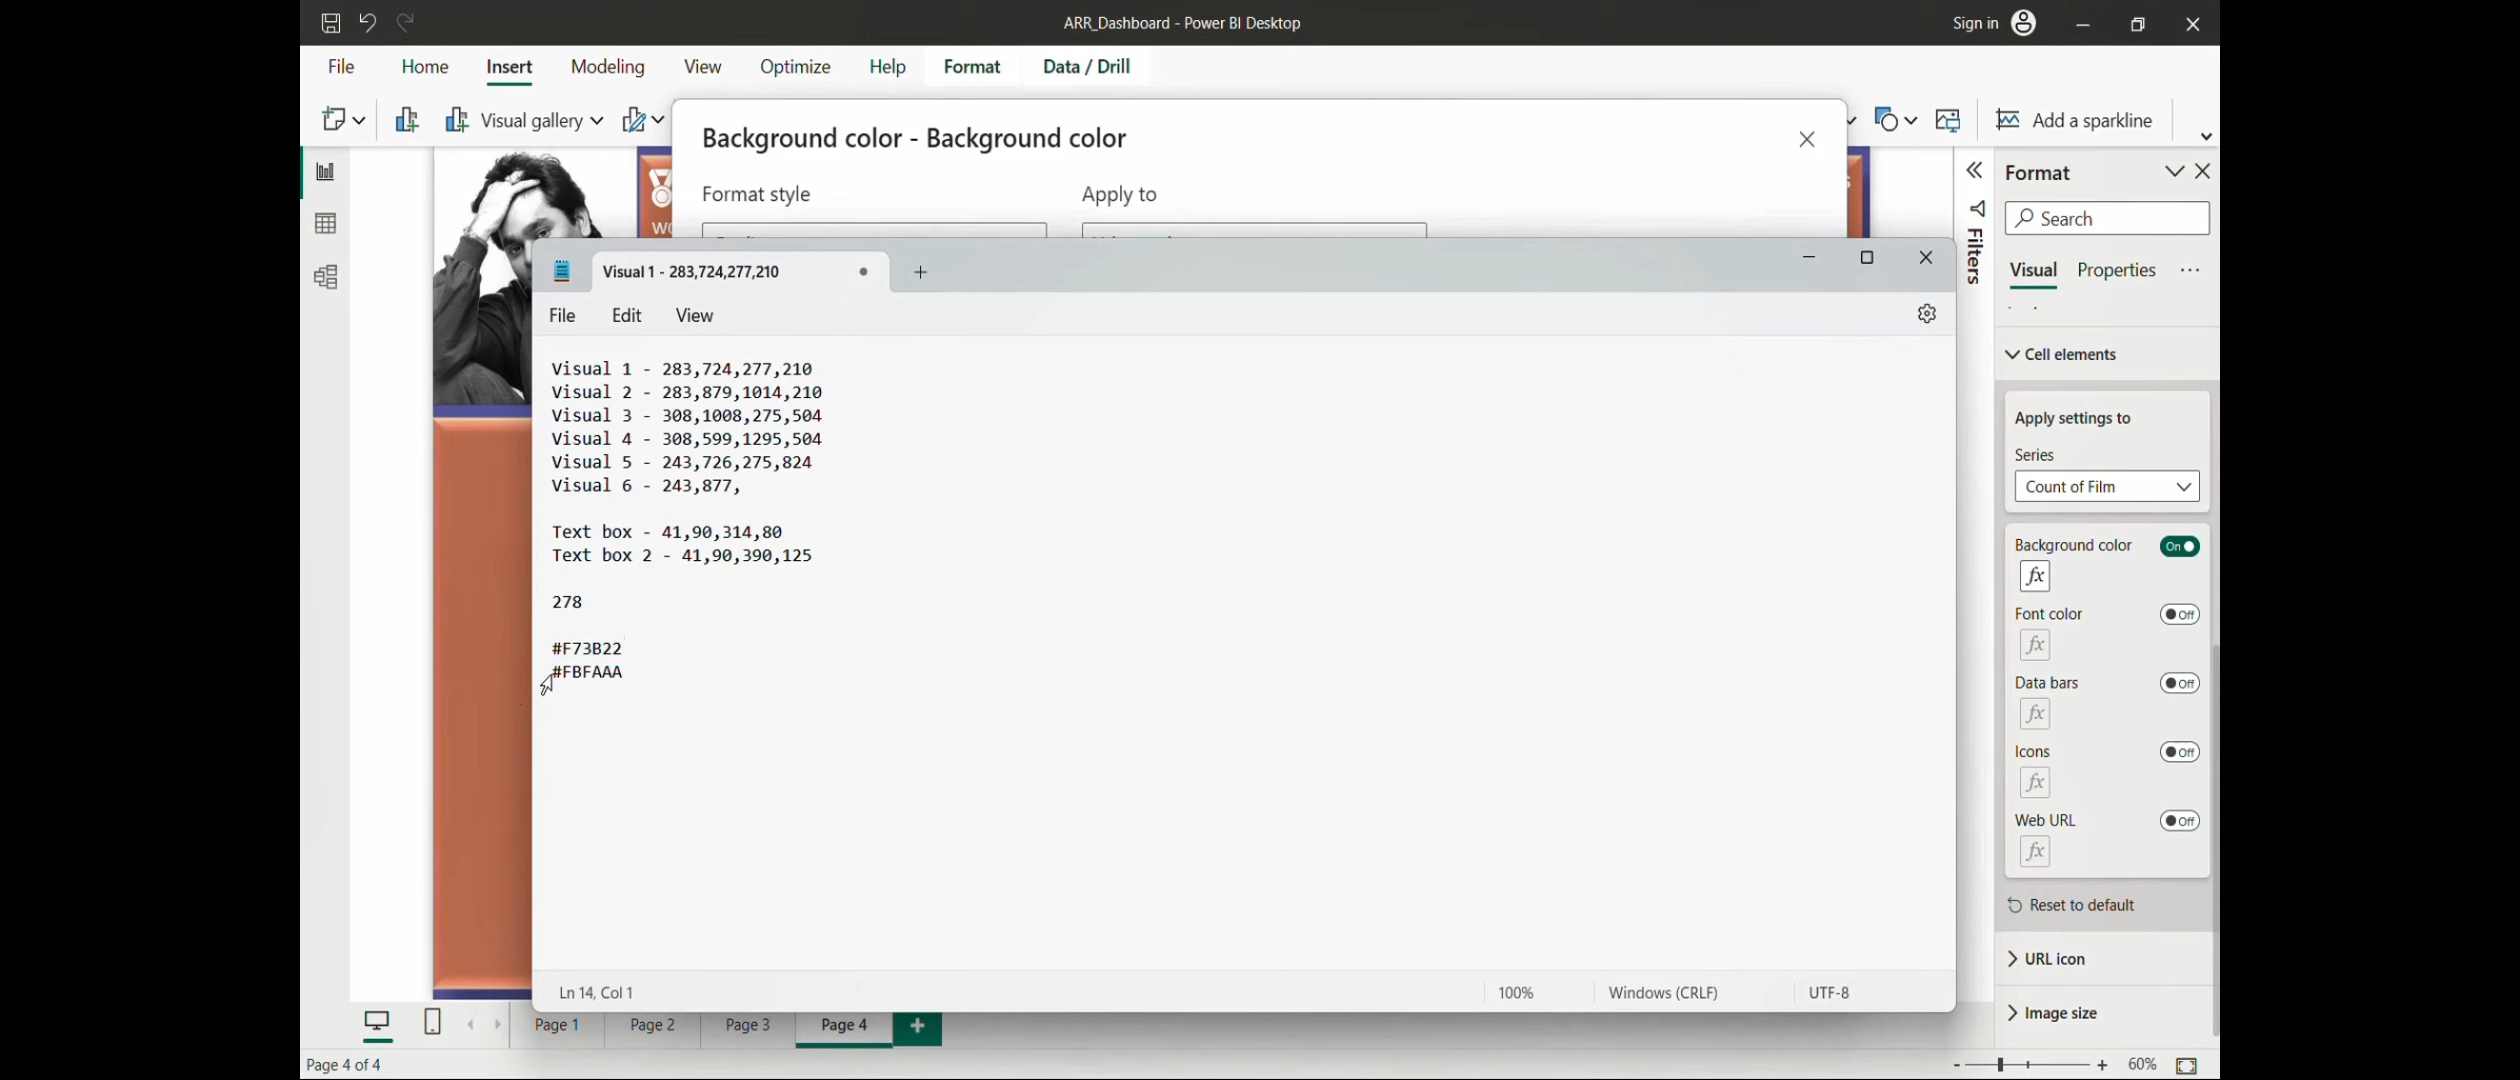 ARR_Dashboard - Power BI Desktop
Sign in
File Home Insert Modeling View Optimize Help Format Data / Drill
Visual gallery
Add a sparkline
Background color - Background color
Format style Apply to
Format
Search
Filters
Visual Properties ...
Cell elements
Apply settings to
Series
Count of Film
Background color On
fx
Font color Off
fx
Data bars Off
fx
Icons Off
fx
Web URL Off
fx
Reset to default
URL icon
Image size
Visual 1 - 283,724,277,210
File Edit View
Visual 1 - 283,724,277,210
Visual 2 - 283,879,1014,210
Visual 3 - 308,1008,275,504
Visual 4 - 308,599,1295,504
Visual 5 - 243,726,275,824
Visual 6 - 243,877,
Text box - 41,90,314,80
Text box 2 - 41,90,390,125
278
#F73B22
#FBFAAA
Ln 14, Col 1 100% Windows (CRLF) UTF-8
Page 1 Page 2 Page 3 Page 4 +
Page 4 of 4
- + 60%